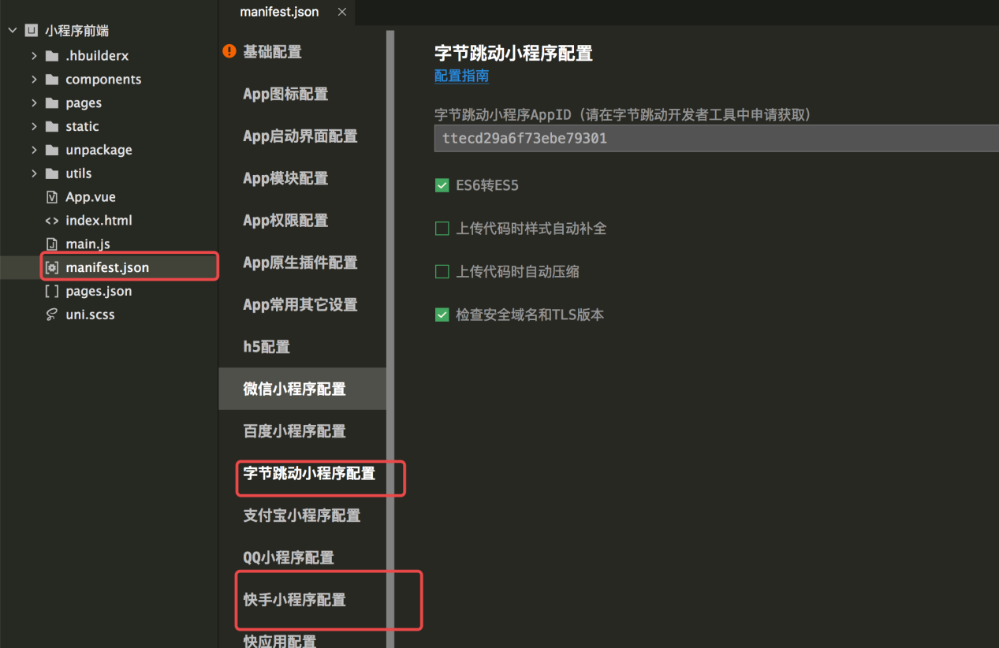 小程序前端
.hbuilderx
components
pages
static
unpackage
utils
App.vue
index.html
main.js
manifest.json
pages.json
uni.scss
manifest.json
基础配置
App图标配置
App启动界面配置
App模块配置
App权限配置
App原生插件配置
App常用其它设置
h5配置
微信小程序配置
百度小程序配置
字节跳动小程序配置
支付宝小程序配置
QQ小程序配置
快手小程序配置
快应用配置
字节跳动小程序配置
配置指南
字节跳动小程序AppID（请在字节跳动开发者工具中申请获取）
ttecd29a6f73ebe79301
ES6转ES5
上传代码时样式自动补全
上传代码时自动压缩
检查安全域名和TLS版本